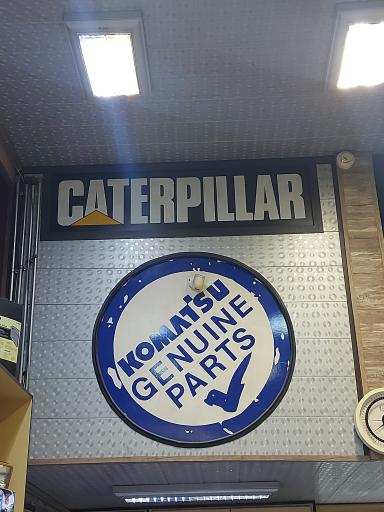 CATERPILLAR
KOMATSU
GENUINE
PARTS